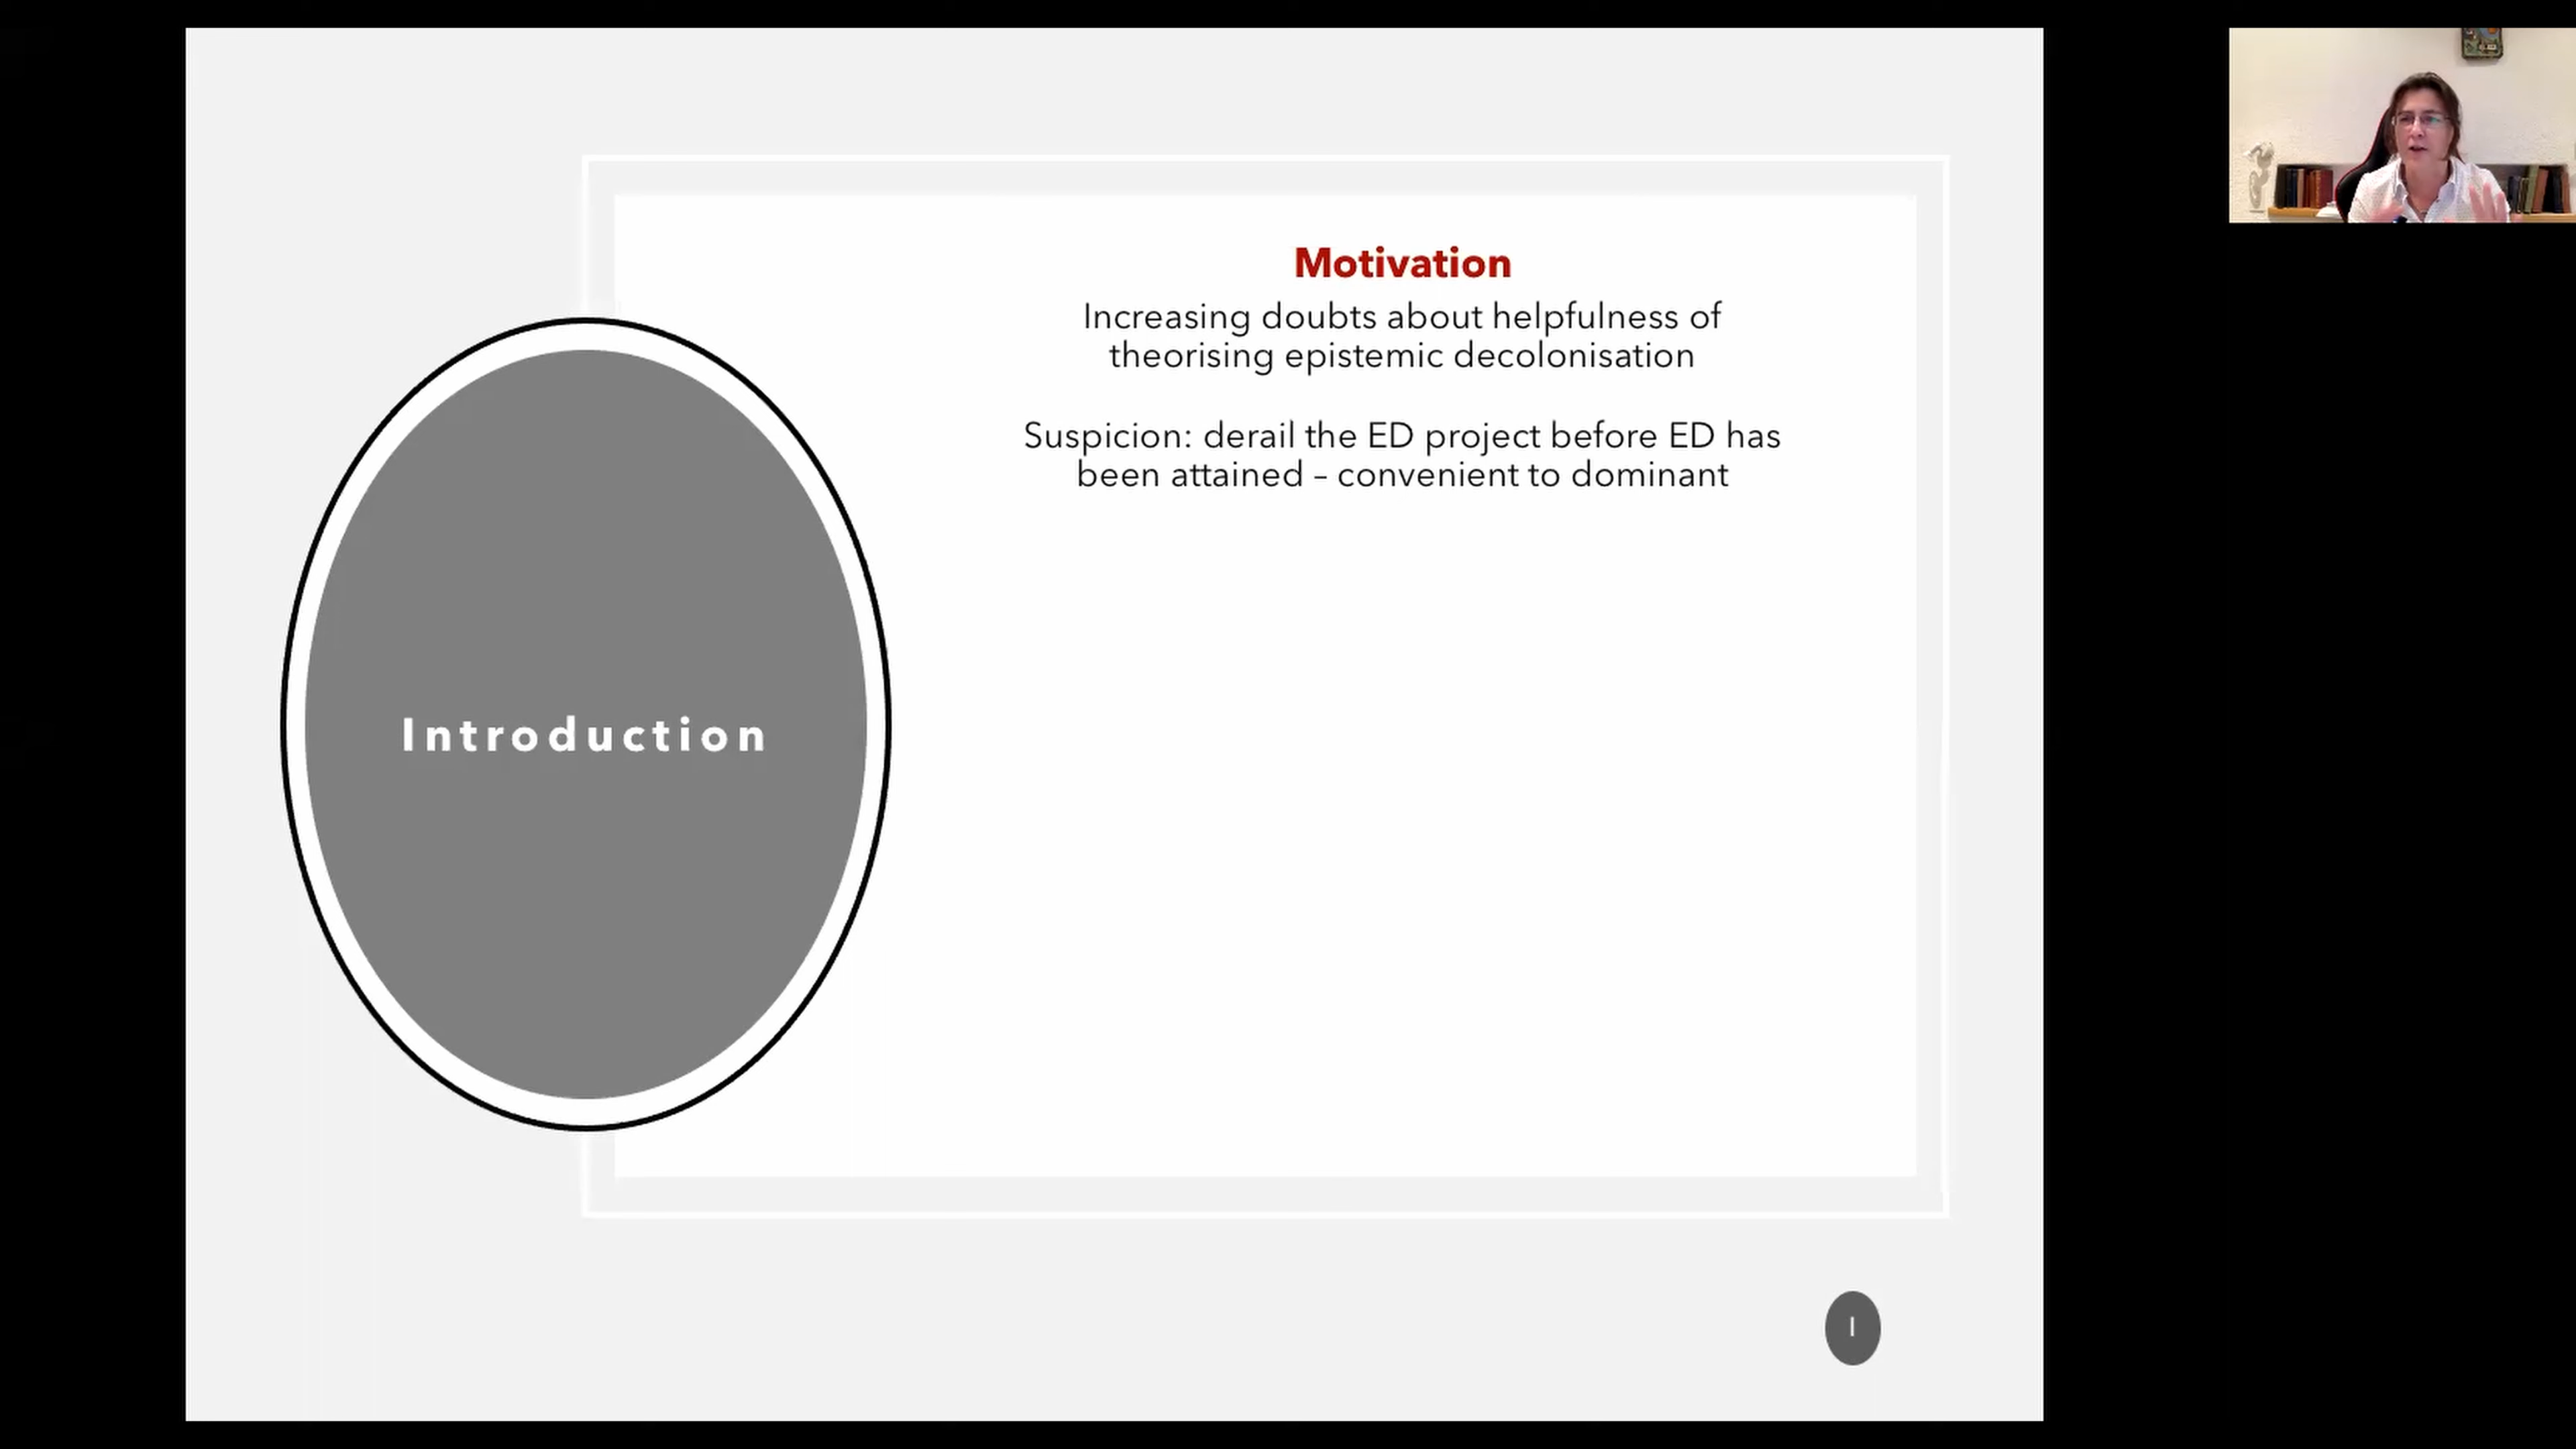 Motivation
Increasing doubts about helpfulness of
theorising epistemic decolonisation
Suspicion: derail the ED project before ED has
been attained – convenient to dominant
Introduction
1